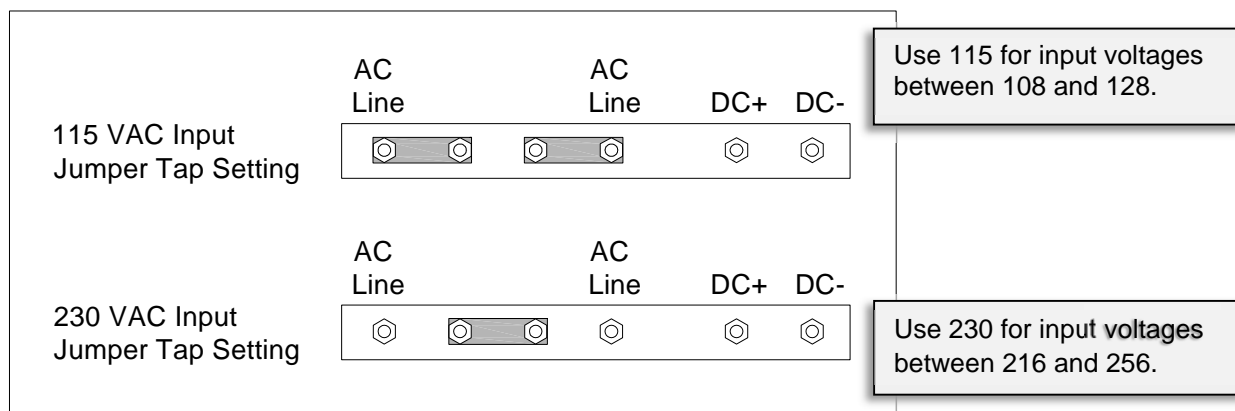 AC
Line
AC
Line
DC+ DC-
115 VAC Input
Jumper Tap Setting
Use 115 for input voltages
between 108 and 128.
AC
Line
AC
Line
DC+ DC-
230 VAC Input
Jumper Tap Setting
Use 230 for input voltages
between 216 and 256.